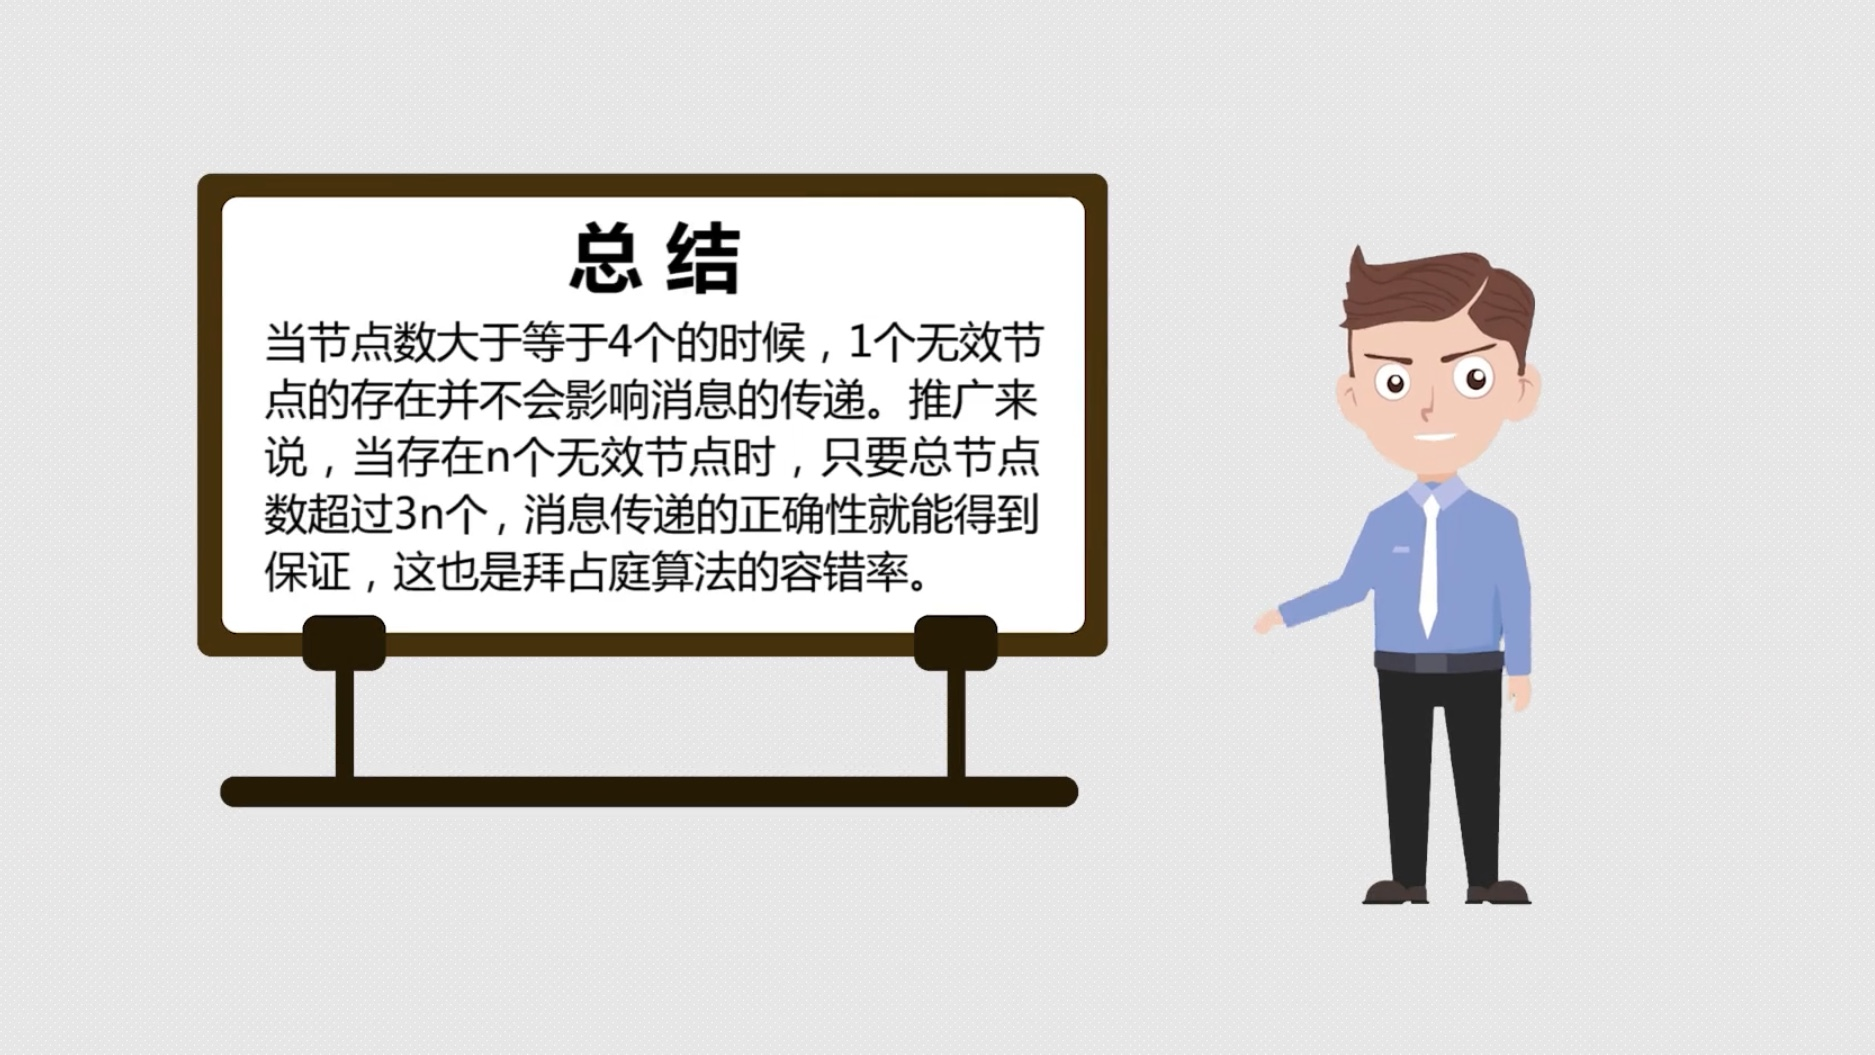 总结
当节点数大于等于4个的时候，1个无效节
点的存在并不会影响消息的传递。推广来
说，当存在n个无效节点时，只要总节点
数超过3n个，消息传递的正确性就能得到
保证，这也是拜占庭算法的容错率。